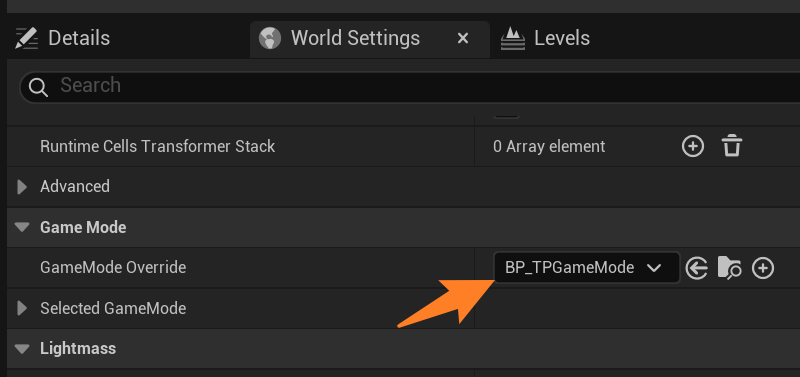 Details
World Settings
Levels
Search
Runtime Cells Transformer Stack
0 Array element
Advanced
Game Mode
GameMode Override
BP_TPGameMode
Selected GameMode
Lightmass